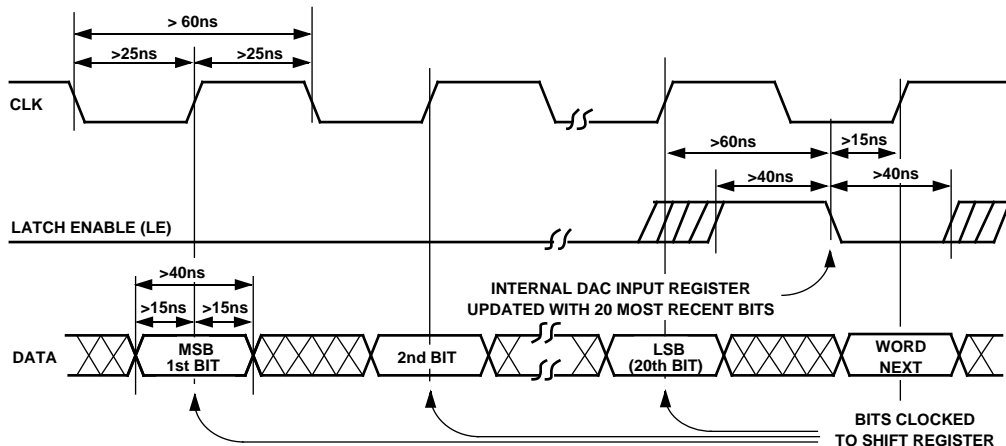 > 60ns
>25ns
>25ns
CLK
>60ns
>15ns
>40ns
>40ns
LATCH ENABLE (LE)
>40ns
INTERNAL DAC INPUT REGISTER
UPDATED WITH 20 MOST RECENT BITS
>15ns
>15ns
DATA
MSB
1st BIT
2nd BIT
LSB
(20th BIT)
WORD
NEXT
BITS CLOCKED
TO SHIFT REGISTER